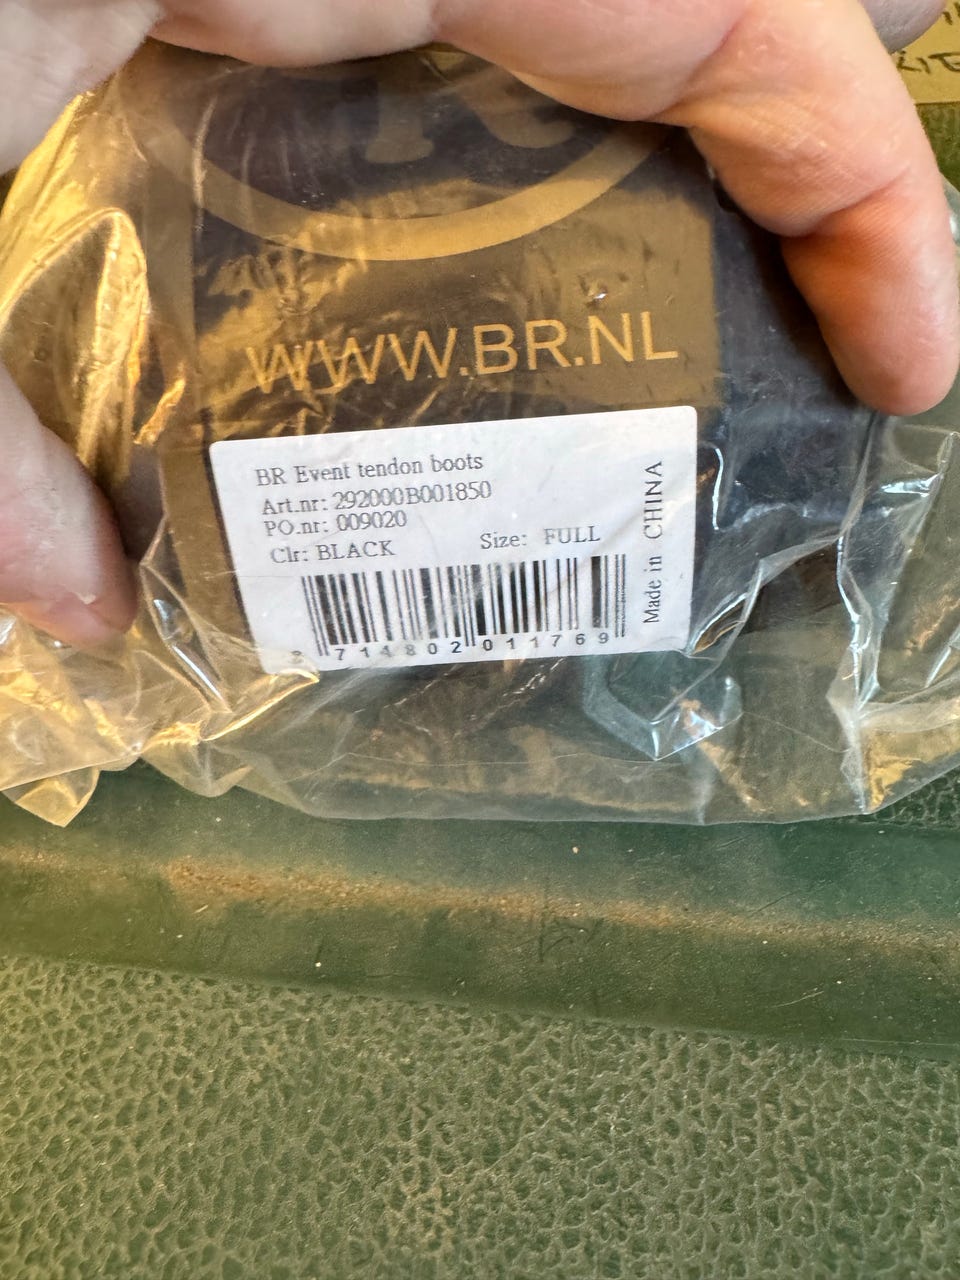 WWW.BR.NL
BR Event tendon boots
Art.nr: 292000B001850
PO.nr: 009020
Clr: BLACK Size: FULL
Made in CHINA
8 714802 011769